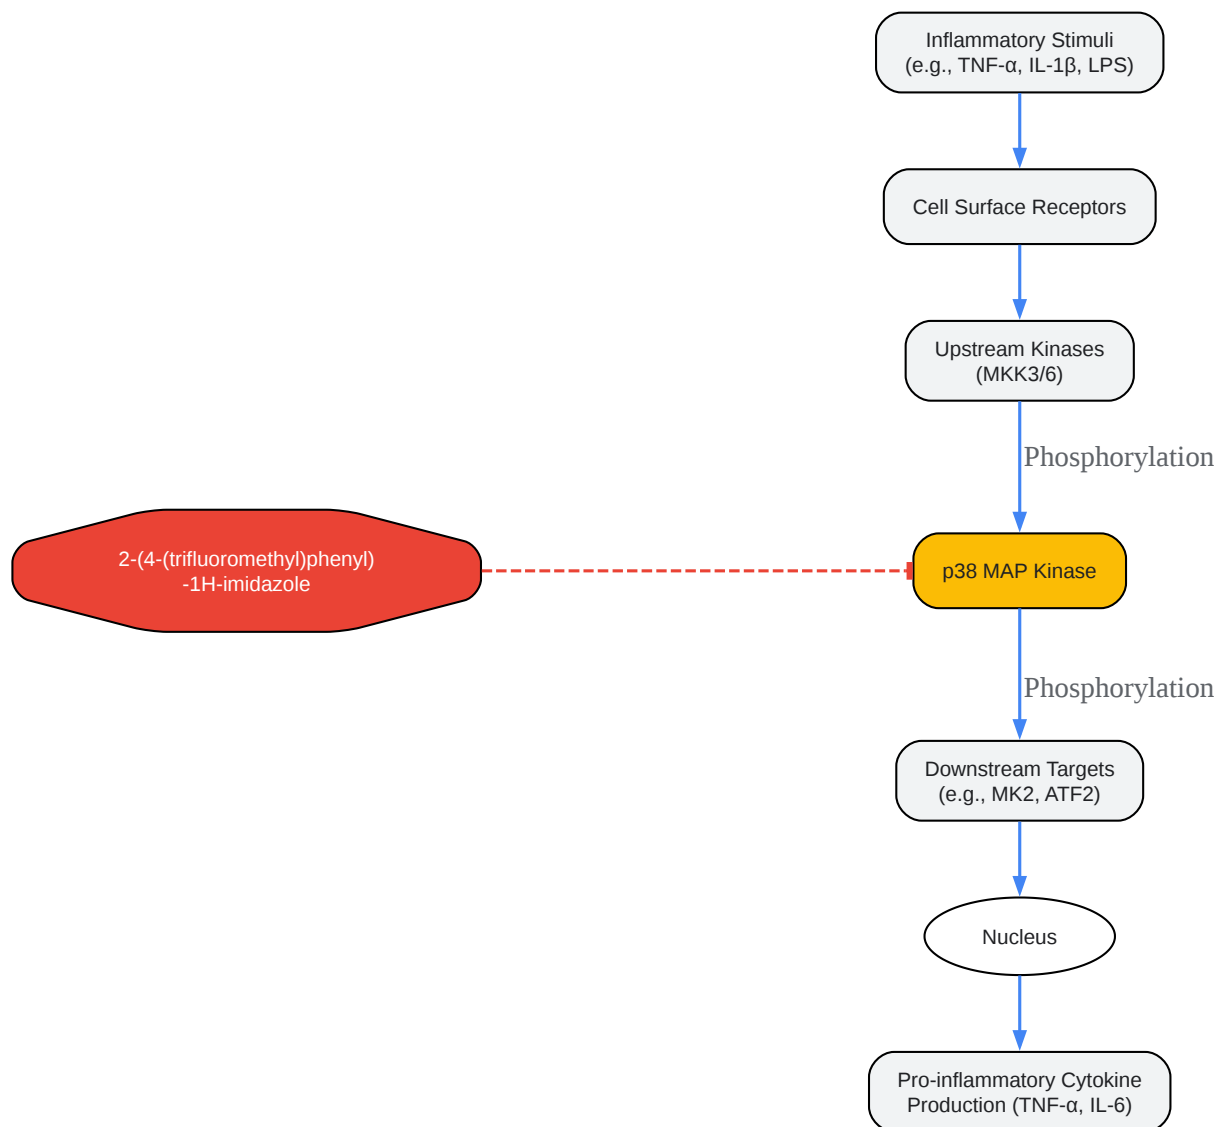 Inflammatory Stimuli
(e.g., TNF-α, IL-1β, LPS)
Cell Surface Receptors
Upstream Kinases
(MKK3/6)
Phosphorylation
2-(4-(trifluoromethyl)phenyl)
-1H-imidazole
p38 MAP Kinase
Phosphorylation
Downstream Targets
(e.g., MK2, ATF2)
Nucleus
Pro-inflammatory Cytokine
Production (TNF-α, IL-6)